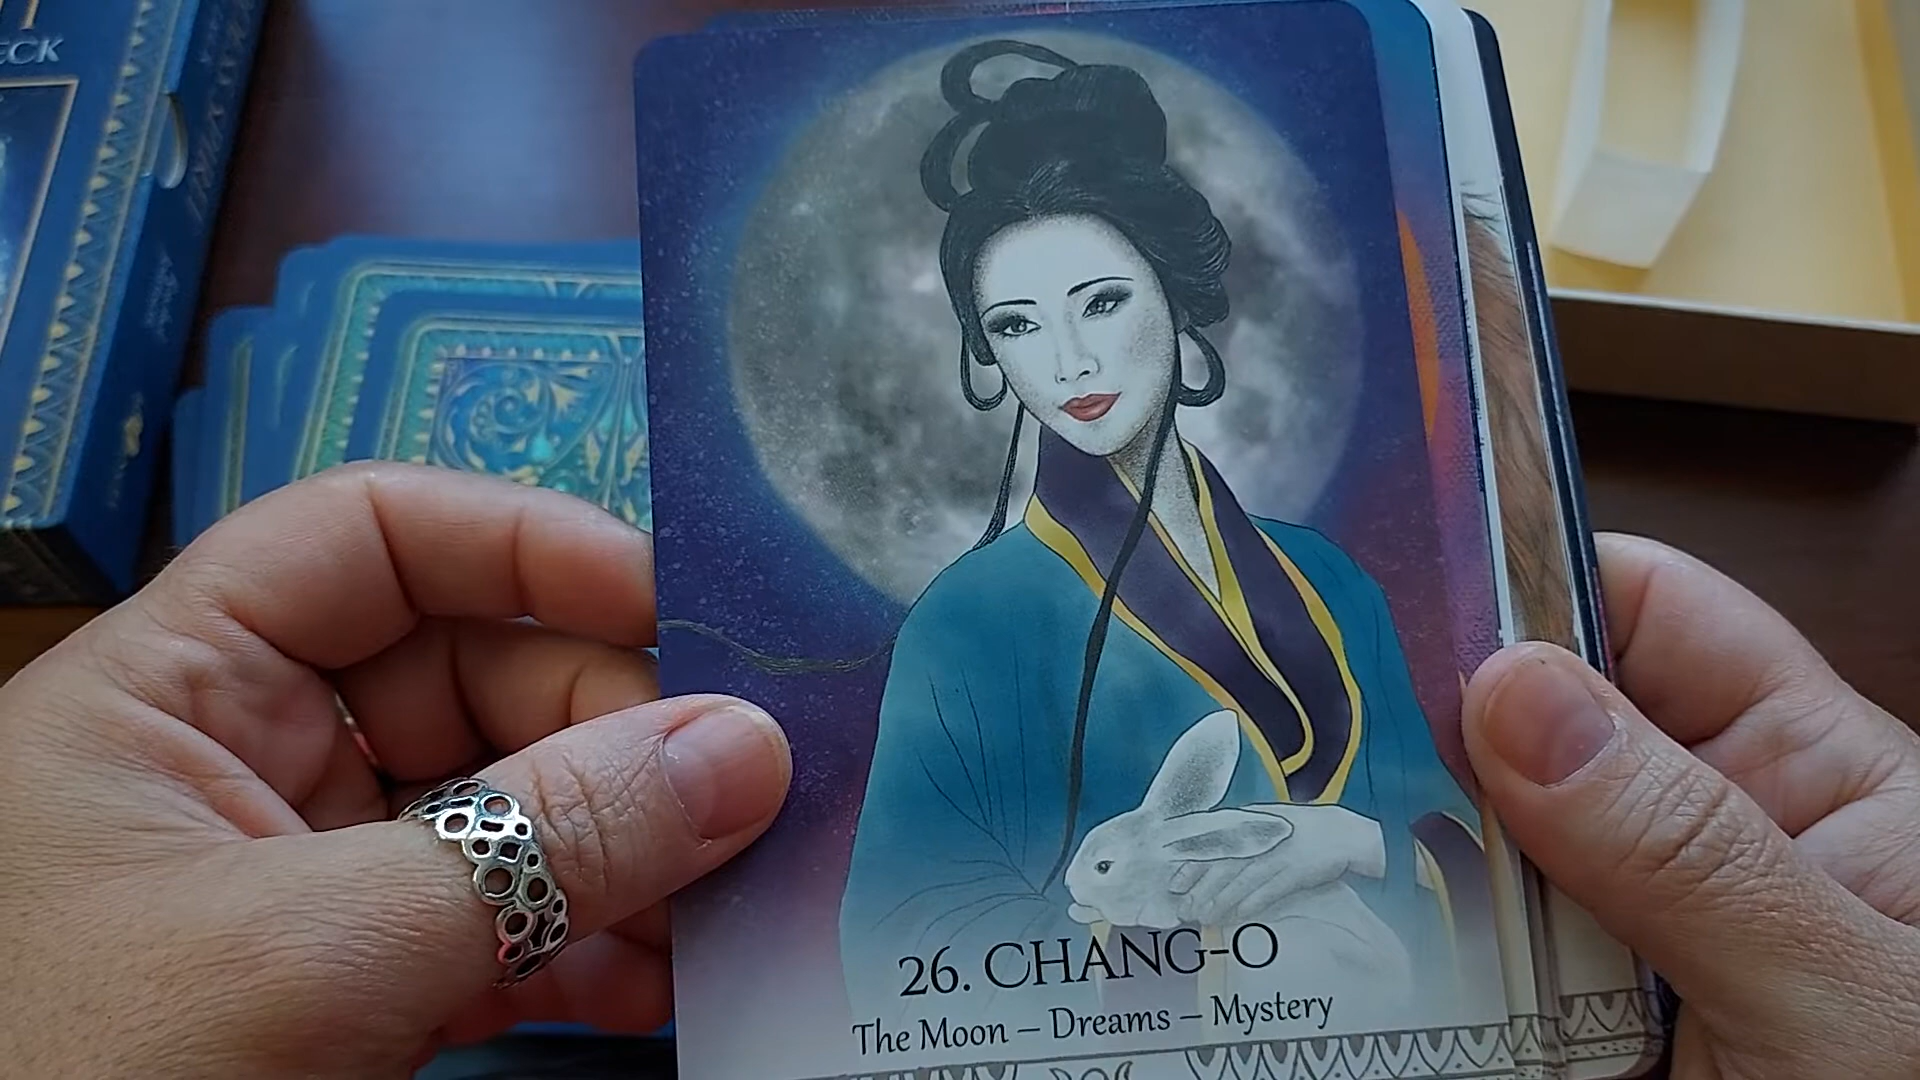 ECK
26. CHANG-O
The Moon – Dreams – Mystery